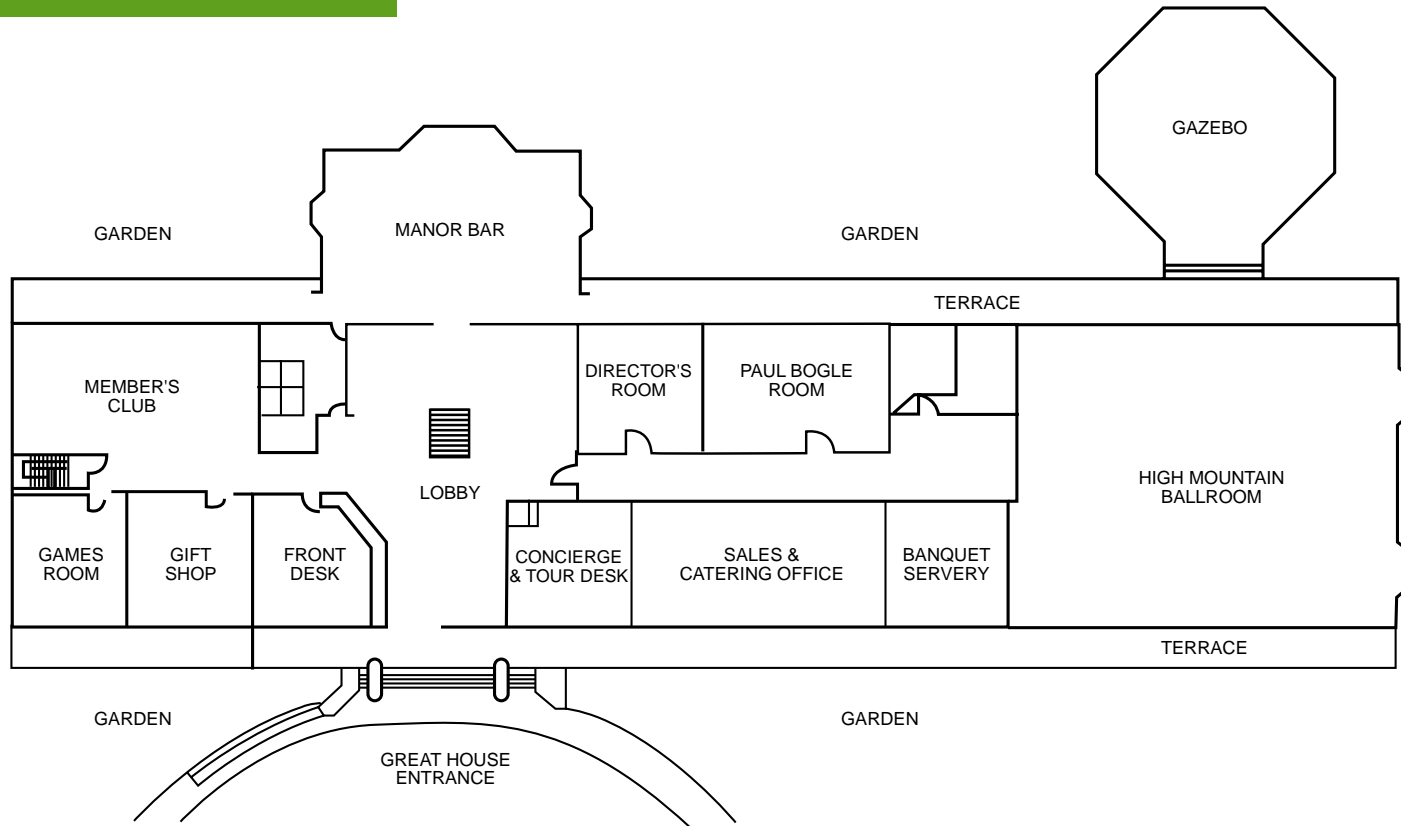 GAZEBO
GARDEN
MANOR BAR
GARDEN
TERRACE
MEMBER'S
CLUB
DIRECTOR'S
ROOM
PAUL BOGLE
ROOM
LOBBY
HIGH MOUNTAIN
BALLROOM
GAMES
ROOM
GIFT
SHOP
FRONT
DESK
CONCIERGE
& TOUR DESK
SALES &
CATERING OFFICE
BANQUET
SERVERY
TERRACE
GARDEN
GARDEN
GREAT HOUSE
ENTRANCE